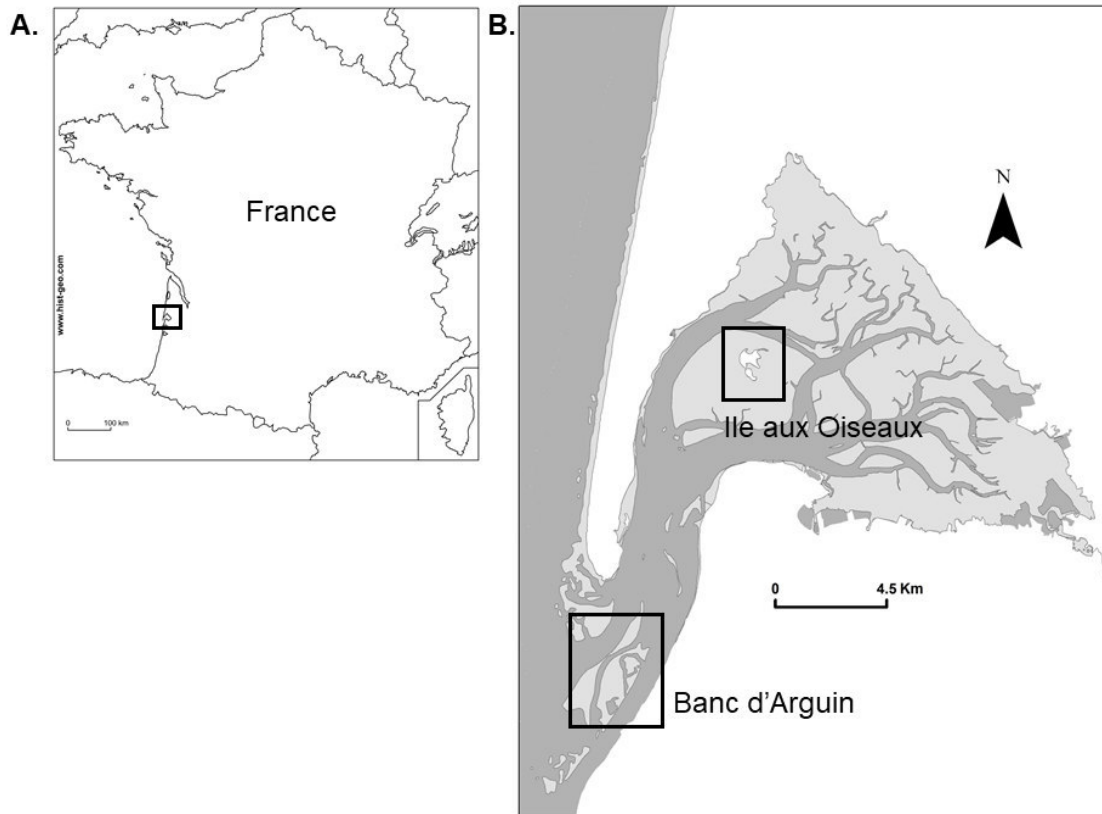 A.
France
www.hist-geo.com
0 100 km
B.
N
Ile aux Oiseaux
0 4.5 Km
Banc d'Arguin